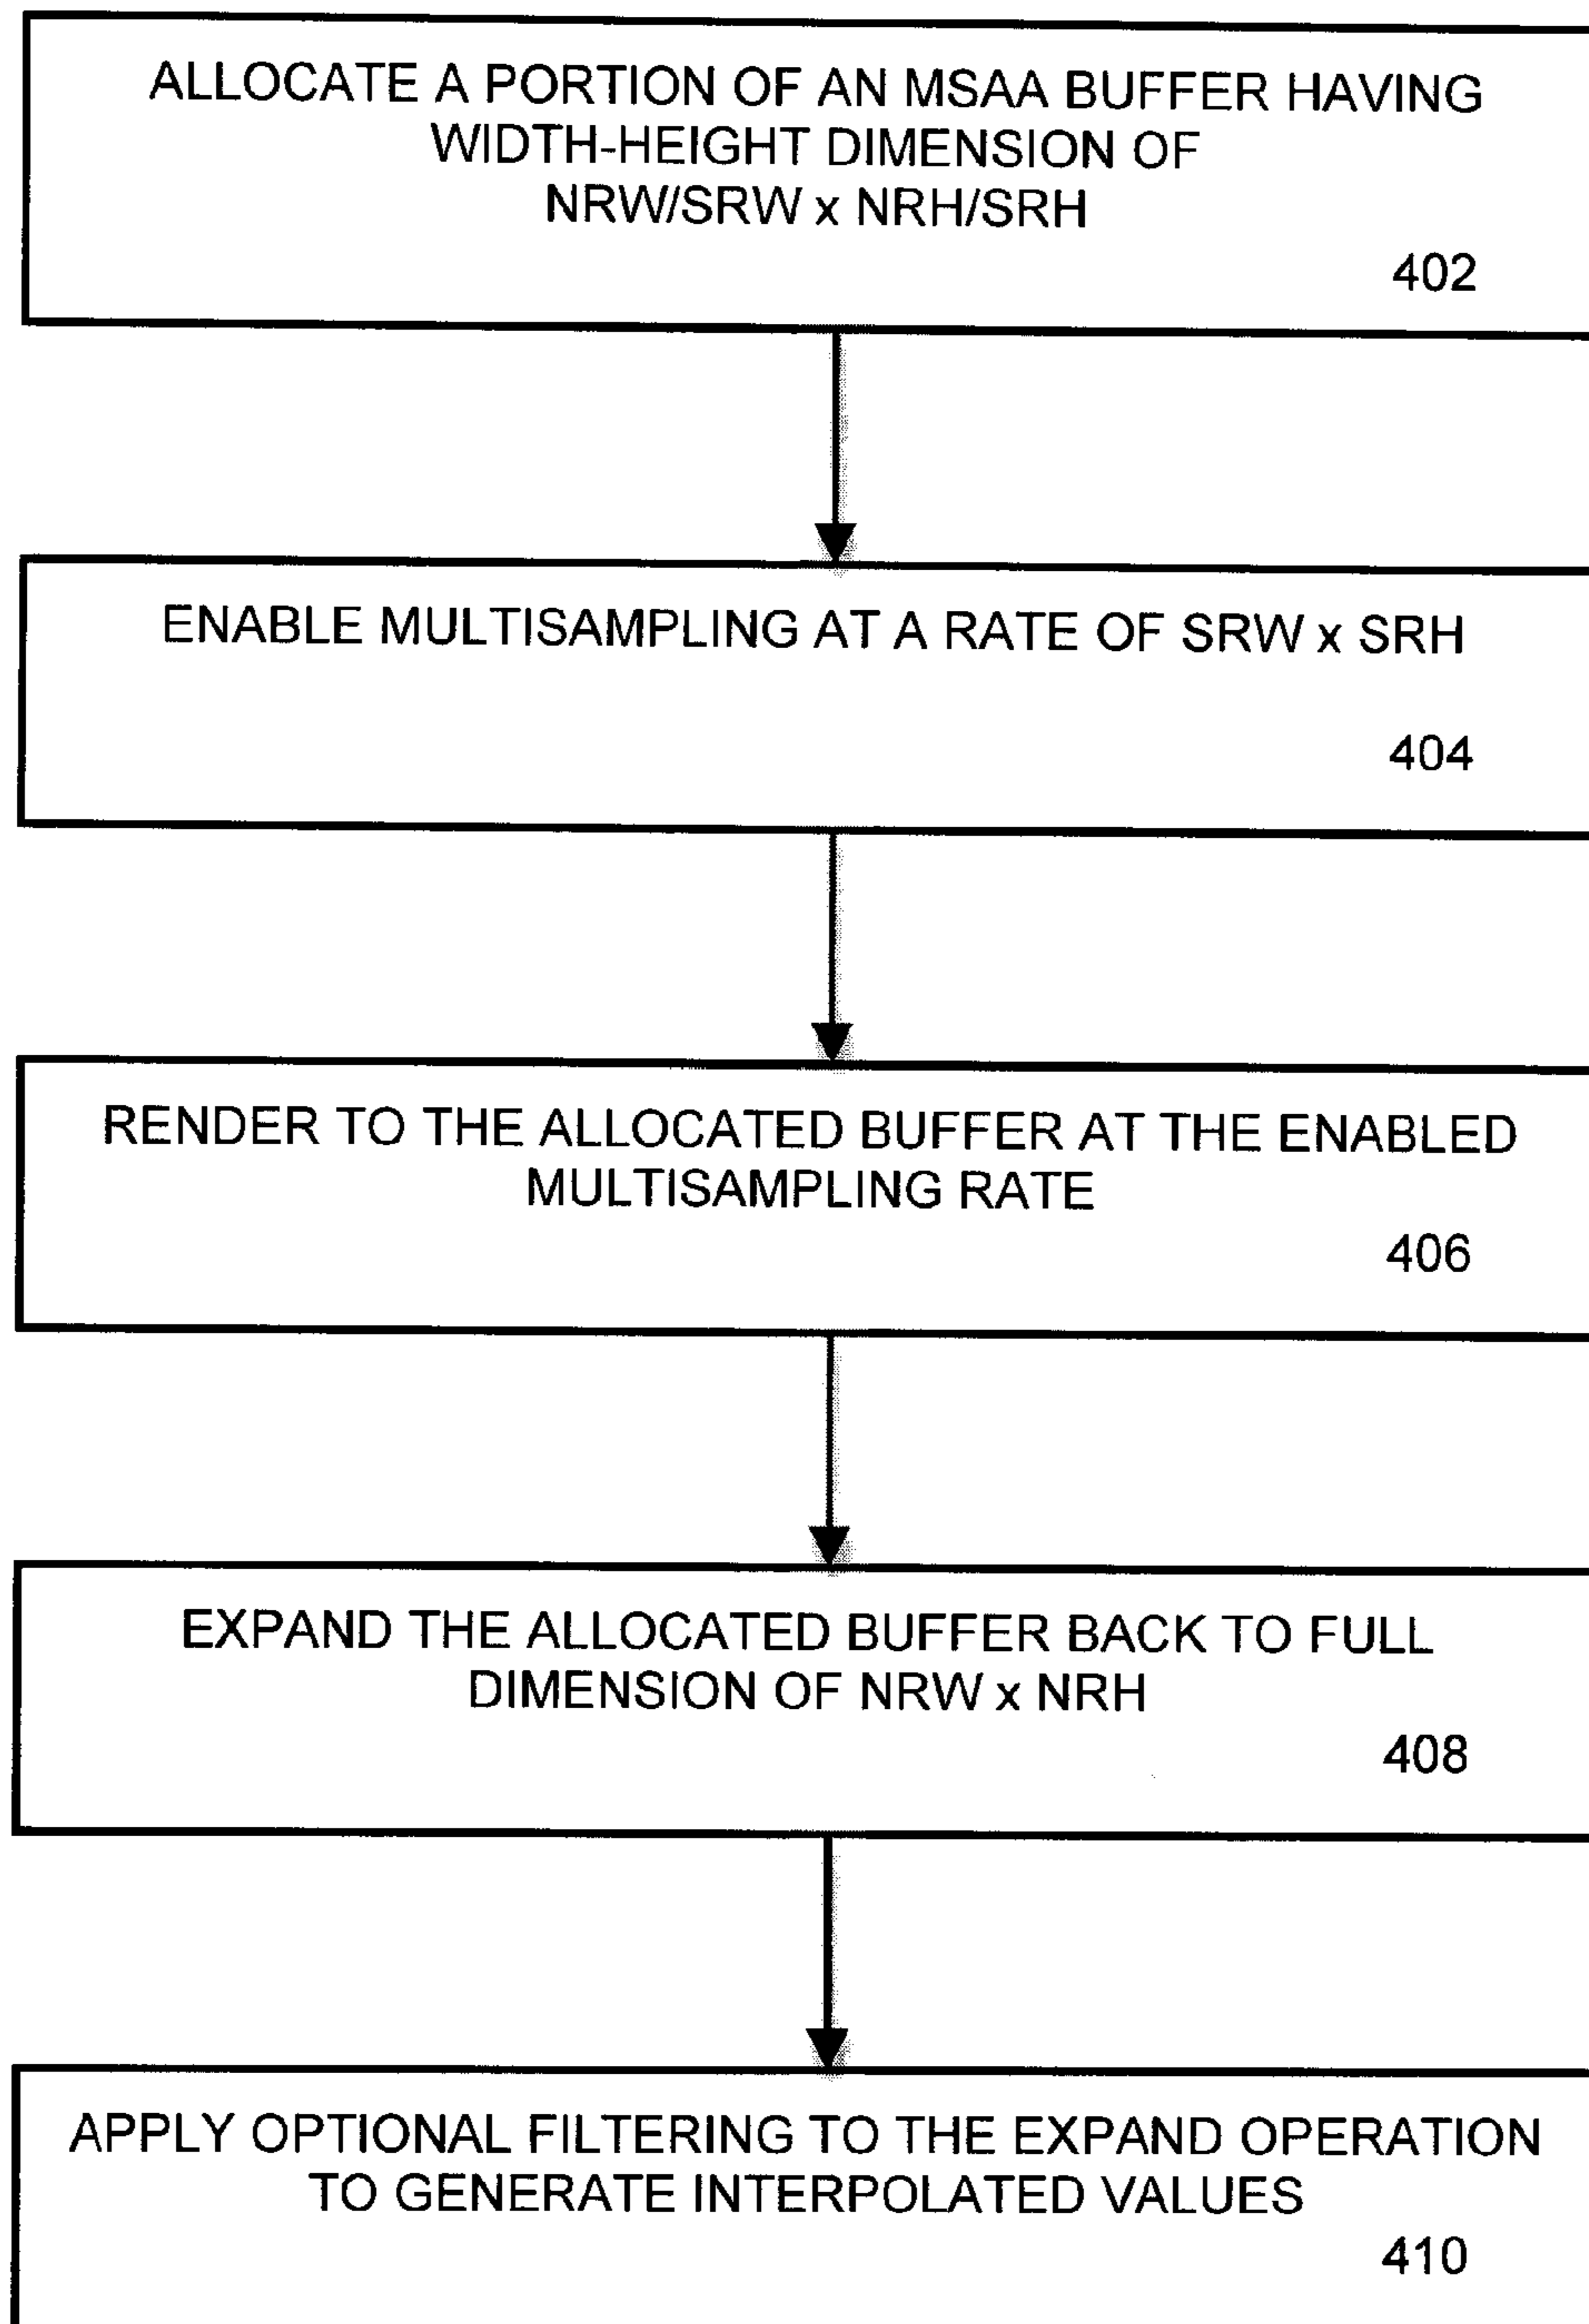 ALLOCATE A PORTION OF AN MSAA BUFFER HAVING
WIDTH-HEIGHT DIMENSION OF
NRW/SRW x NRH/SRH
402
ENABLE MULTISAMPLING AT A RATE OF SRW x SRH
404
RENDER TO THE ALLOCATED BUFFER AT THE ENABLED
MULTISAMPLING RATE
406
EXPAND THE ALLOCATED BUFFER BACK TO FULL
DIMENSION OF NRW x NRH
408
APPLY OPTIONAL FILTERING TO THE EXPAND OPERATION
TO GENERATE INTERPOLATED VALUES
410